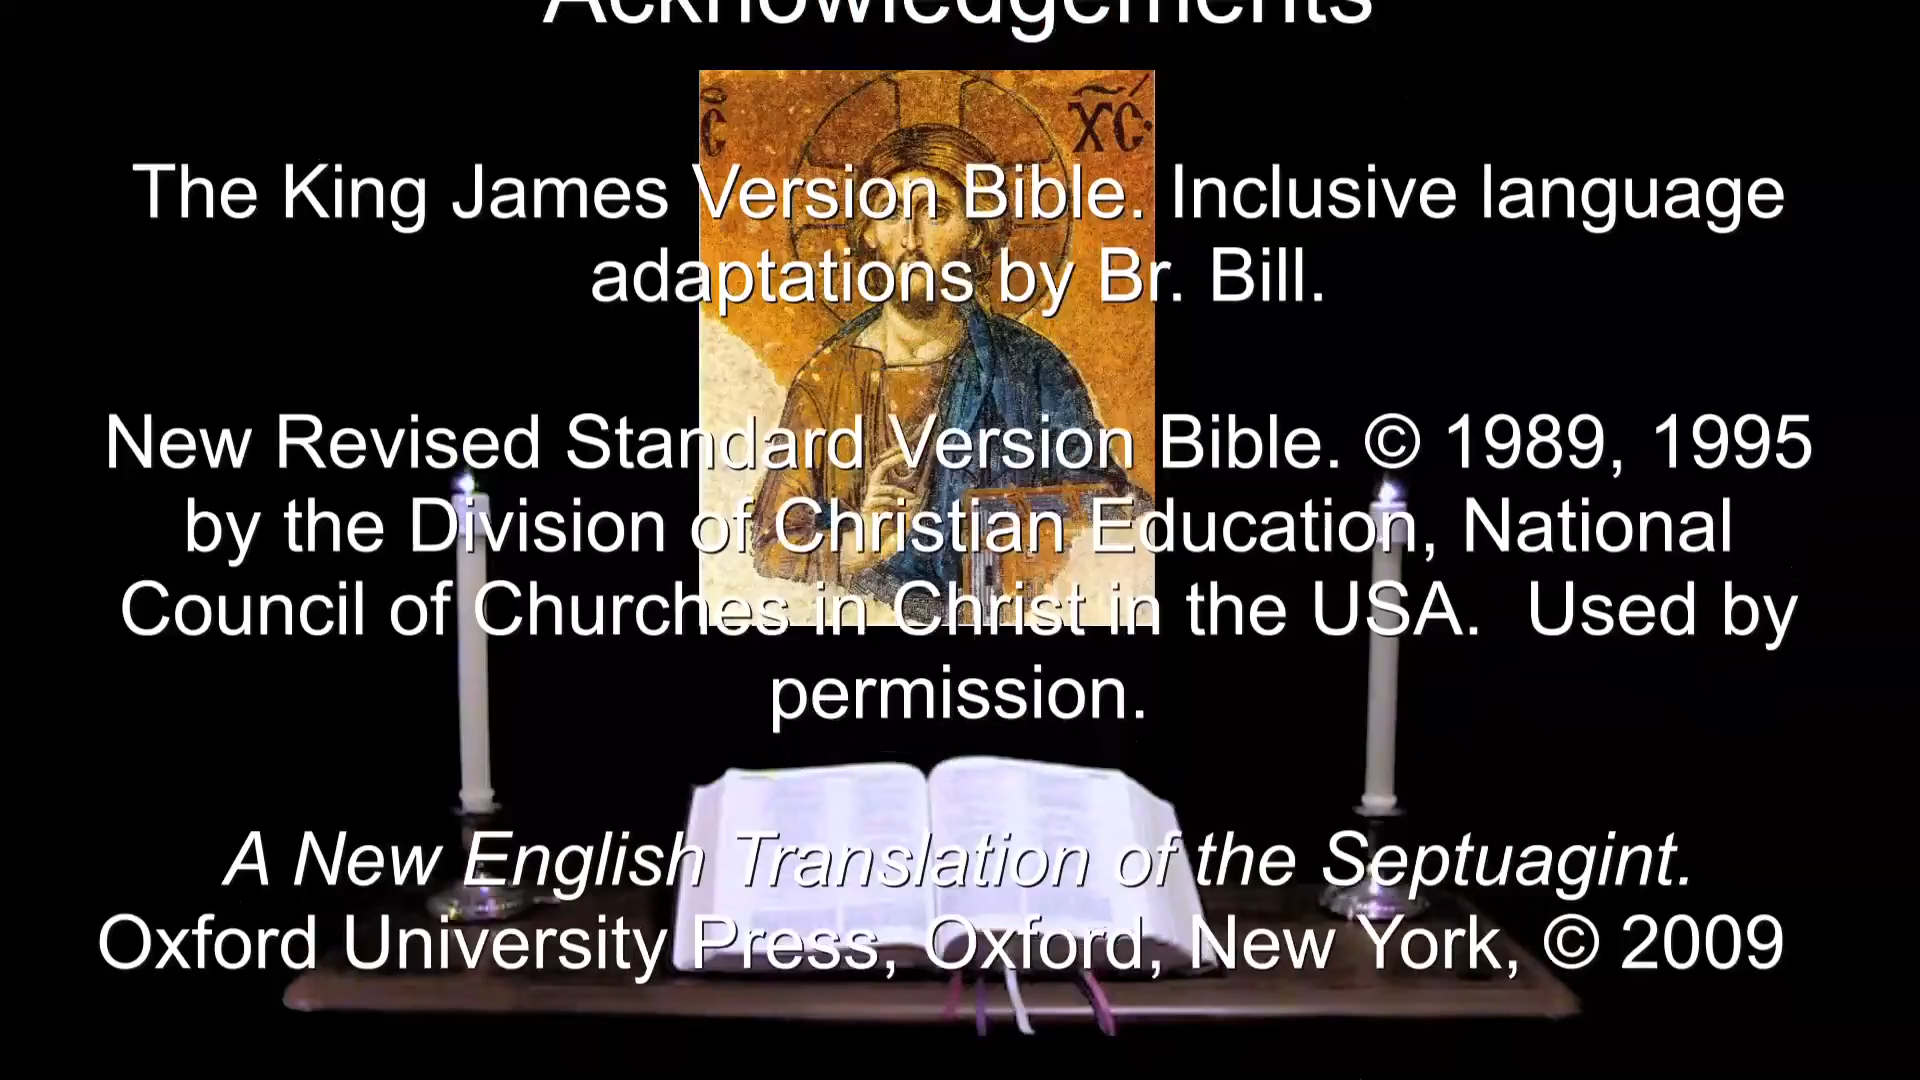 Acknowledgements
The King James Version Bible. Inclusive language
adaptations by Br. Bill.
New Revised Standard Version Bible. © 1989, 1995
by the Division of Christian Education, National
Council of Churches in Christ in the USA.  Used by
permission.
A New English Translation of the Septuagint.
Oxford University Press, Oxford, New York, © 2009